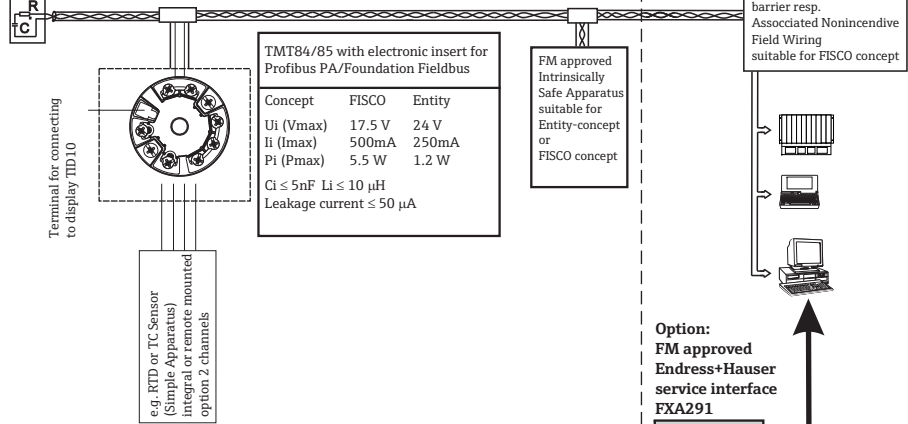 R
C
barrier resp.
Assocciated Nonincendive
Field Wiring
suitable for FISCO concept
TMT84/85 with electronic insert for
Profibus PA/Foundation Fieldbus
Concept FISCO Entity
Ui (Vmax) 17.5 V 24 V
Ii (Imax) 500mA 250mA
Pi (Pmax) 5.5 W 1.2 W
Ci ≤ 5nF Li ≤ 10 µH
Leakage current ≤ 50 µA
FM approved
Intrinsically
Safe Apparatus
suitable for
Entity-concept
or
FISCO concept
Terminal for connecting
to display TID10
e.g. RTD or TC Sensor
(Simple Apparatus)
integral or remote mounted
option 2 channels
Option:
FM approved
Endress+Hauser
service interface
FXA291